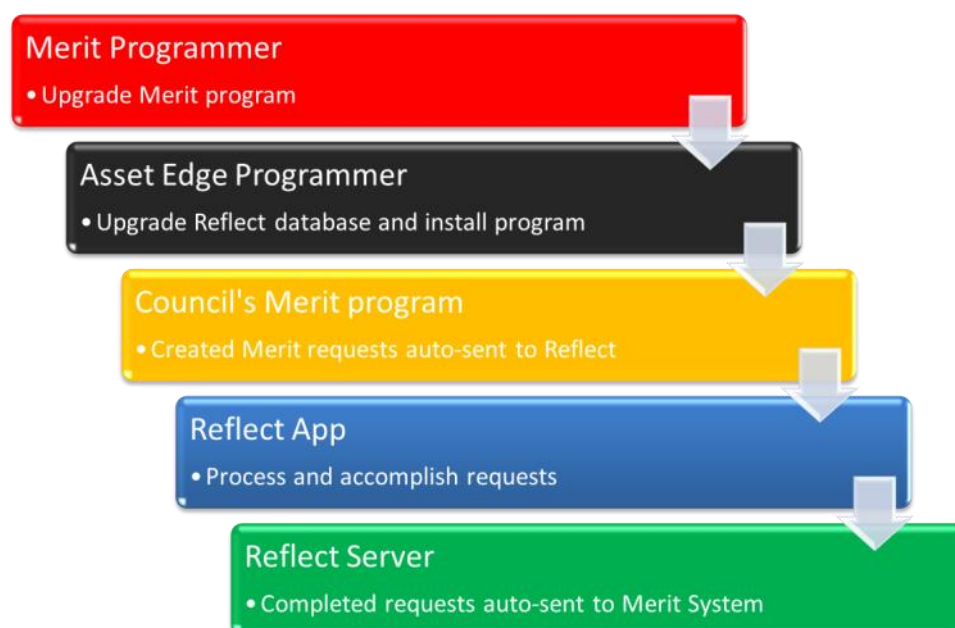 Merit Programmer
• Upgrade Merit program
Asset Edge Programmer
• Upgrade Reflect database and install program
Council's Merit program
• Created Merit requests auto-sent to Reflect
Reflect App
• Process and accomplish requests
Reflect Server
• Completed requests auto-sent to Merit System